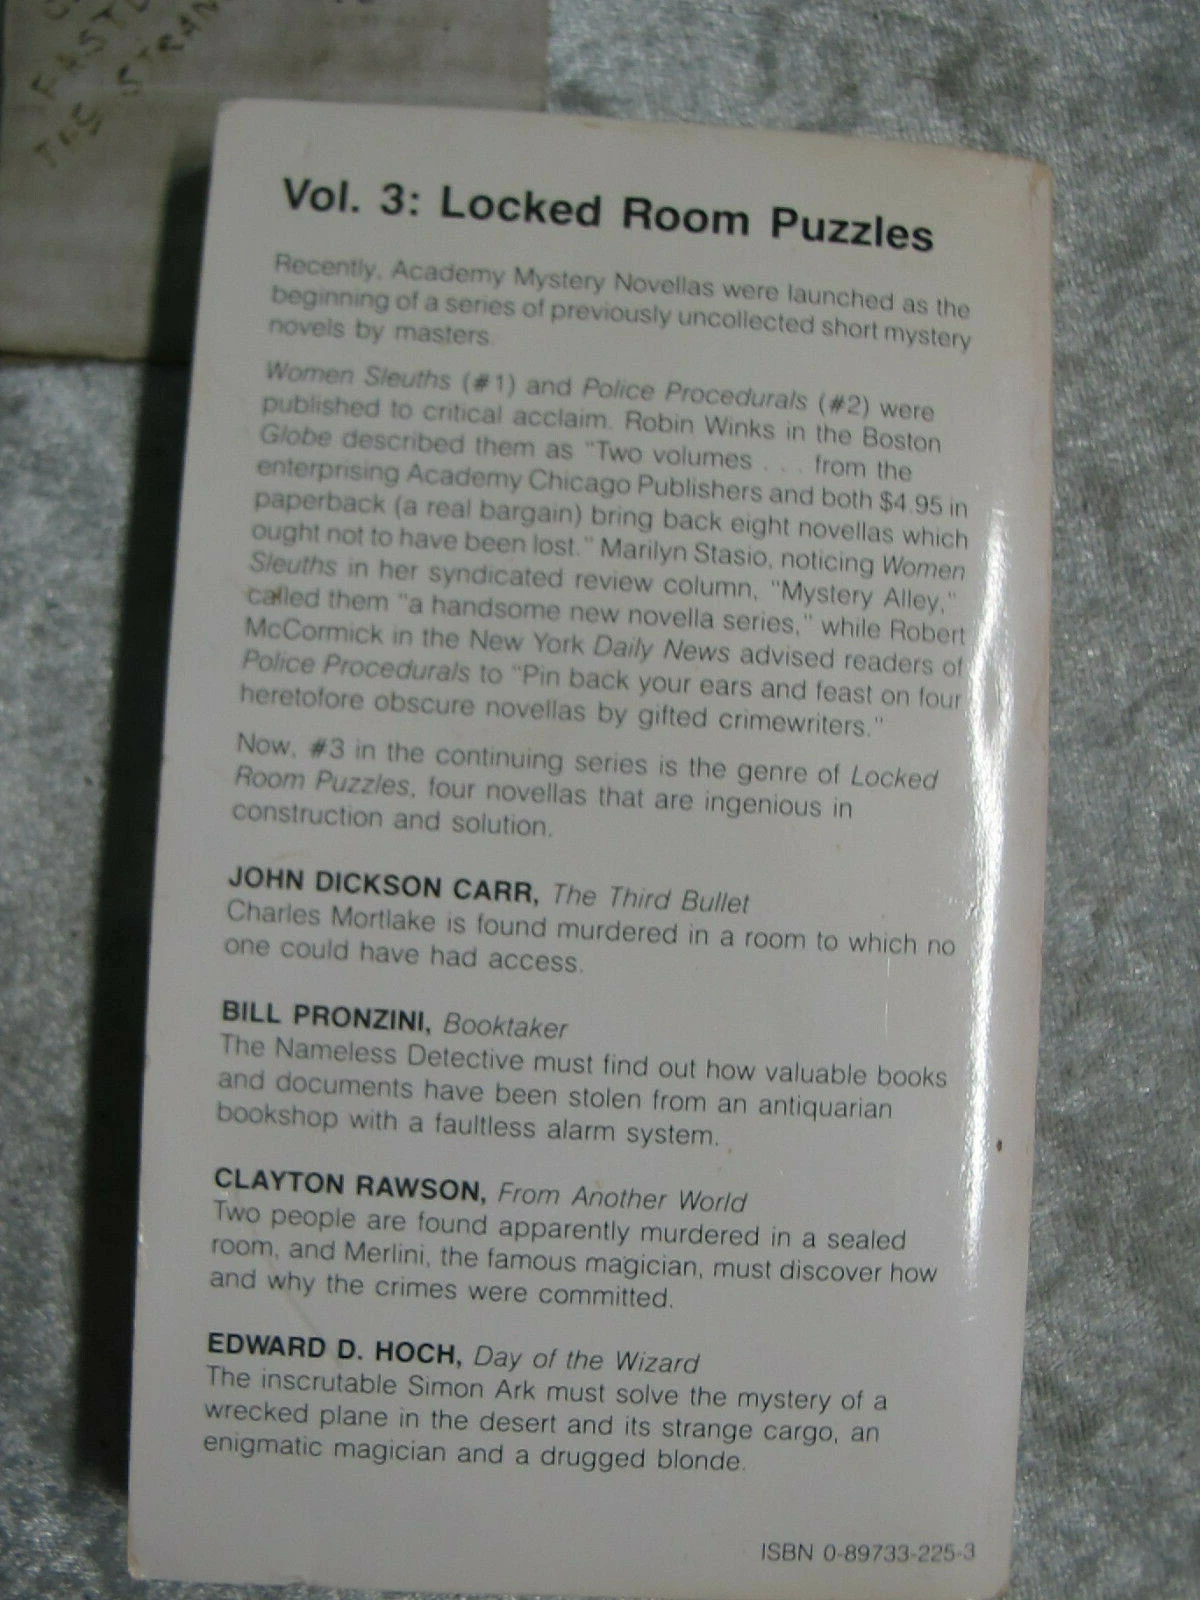 FASTE
THE STRAN
Vol. 3: Locked Room Puzzles
Recently, Academy Mystery Novellas were launched as the
beginning of a series of previously uncollected short mystery
novels by masters.
Women Sleuths (#1) and Police Procedurals (#2) were
published to critical acclaim. Robin Winks in the Boston
Globe described them as "Two volumes . . . from the
enterprising Academy Chicago Publishers and both $4.95 in
paperback (a real bargain) bring back eight novellas which
ought not to have been lost." Marilyn Stasio, noticing Women
Sleuths in her syndicated review column, "Mystery Alley,"
called them "a handsome new novella series," while Robert
McCormick in the New York Daily News advised readers of
Police Procedurals to "Pin back your ears and feast on four
heretofore obscure novellas by gifted crimewriters."
Now, #3 in the continuing series is the genre of Locked
Room Puzzles, four novellas that are ingenious in
construction and solution.
JOHN DICKSON CARR, The Third Bullet
Charles Mortlake is found murdered in a room to which no
one could have had access.
BILL PRONZINI, Booktaker
The Nameless Detective must find out how valuable books
and documents have been stolen from an antiquarian
bookshop with a faultless alarm system.
CLAYTON RAWSON, From Another World
Two people are found apparently murdered in a sealed
room, and Merlini, the famous magician, must discover how
and why the crimes were committed.
EDWARD D. HOCH, Day of the Wizard
The inscrutable Simon Ark must solve the mystery of a
wrecked plane in the desert and its strange cargo, an
enigmatic magician and a drugged blonde.
ISBN 0-89733-225-3